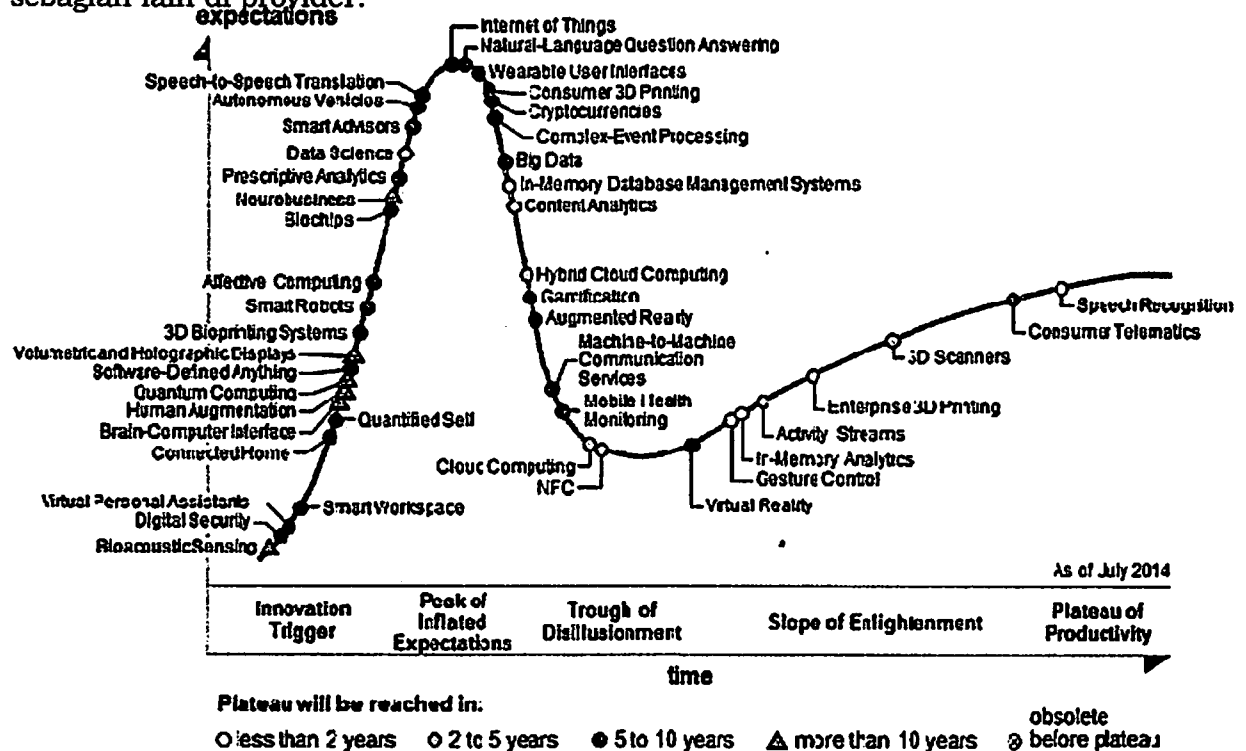 sebagian lain di provider.
expectations
Internet of Things
Natural-Language Question Answering
Wearable User Interfaces
Speech-to-Speech Translation
Consumer 3D Printing
Autonomous Vehicles
Cryptocurrencies
Smart Advisors
Complex-Event Processing
Data Science
Big Data
Prescriptive Analytics
In-Memory Database Management Systems
Neurobusiness
Content Analytics
Biochips
Hybrid Cloud Computing
Affective Computing
Gamification
Smart Robots
Augmented Reality
3D Bioprinting Systems
Machine-to-Machine
Communication
Services
Volumetric and Holographic Displays
Software-Defined Anything
Quantum Computing
Human Augmentation
Brain-Computer Interface
Quantified Self
Connected Home
Mobile Health
Monitoring
Cloud Computing
NFC
Virtual Personal Assistants
Smart Workspace
Digital Security
Bioacoustic Sensing
Speech Recognition
Consumer Telematics
3D Scanners
Enterprise 3D Printing
Activity Streams
In-Memory Analytics
Gesture Control
Virtual Reality
As of July 2014
Innovation
Trigger
Peak of
Inflated
Expectations
Trough of
Disillusionment
Slope of Enlightenment
Plateau of
Productivity
time
Plateau will be reached in:
less than 2 years
2 to 5 years
5 to 10 years
more than 10 years
obsolete
before plateau